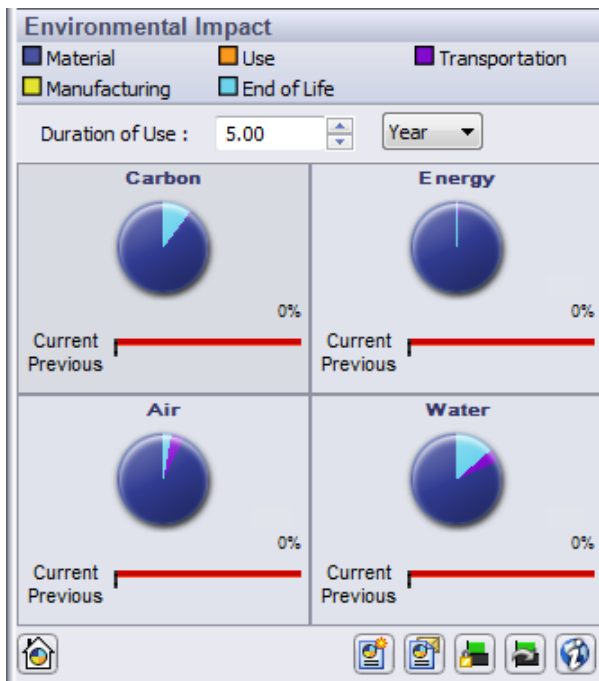 Environmental Impact
Material Use Transportation
Manufacturing End of Life
Duration of Use : 5.00 Year
Carbon
0%
Current
Previous
Energy
0%
Current
Previous
Air
0%
Current
Previous
Water
0%
Current
Previous